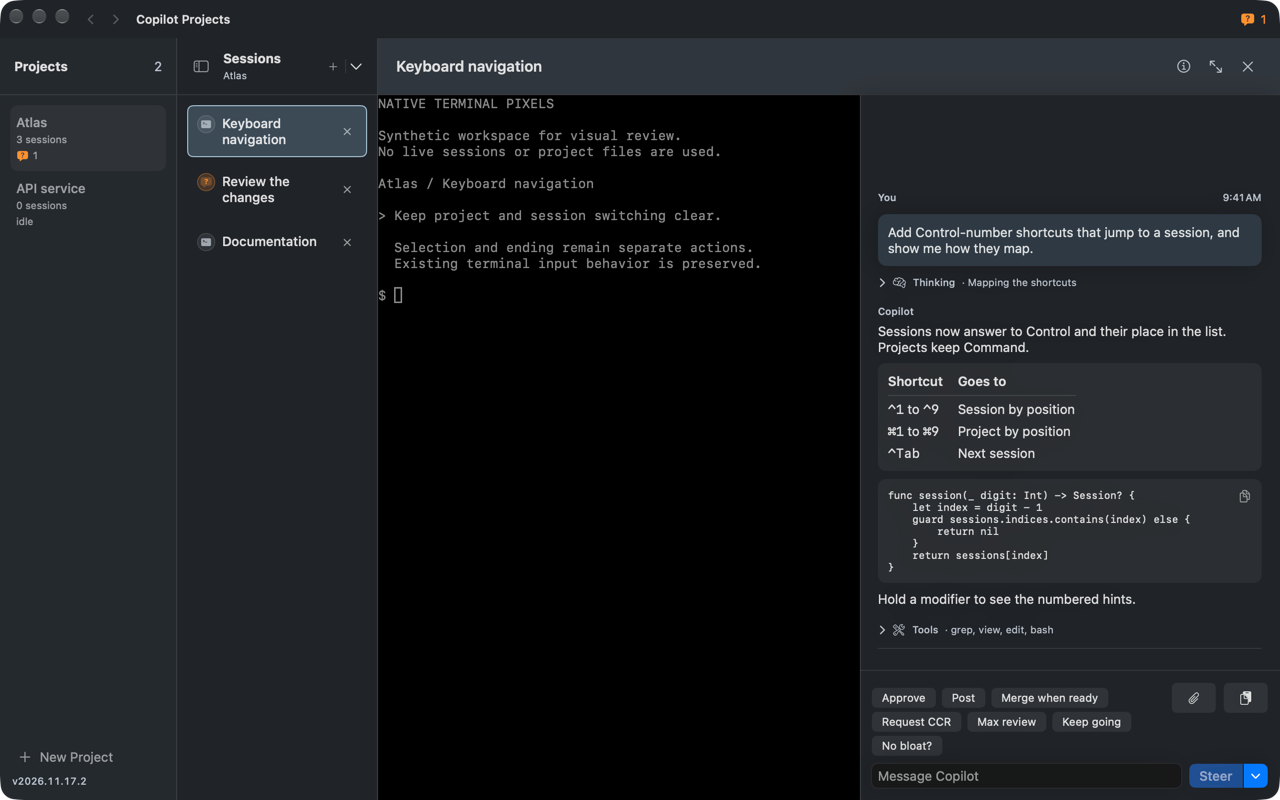 Copilot Projects
1
Projects 2
Atlas
3 sessions
1
API service
0 sessions
idle
New Project
v2026.11.17.2
Sessions
Atlas
Keyboard navigation
Review the changes
Documentation
Keyboard navigation
NATIVE TERMINAL PIXELS
Synthetic workspace for visual review.
No live sessions or project files are used.
Atlas / Keyboard navigation
> Keep project and session switching clear.
Selection and ending remain separate actions.
Existing terminal input behavior is preserved.
$
You 9:41 AM
Add Control-number shortcuts that jump to a session, and
show me how they map.
Thinking · Mapping the shortcuts
Copilot
Sessions now answer to Control and their place in the list.
Projects keep Command.
Shortcut Goes to
^1 to ^9 Session by position
⌘1 to ⌘9 Project by position
^Tab Next session
func session(_ digit: Int) -> Session? {
    let index = digit - 1
    guard sessions.indices.contains(index) else {
        return nil
    }
    return sessions[index]
}
Hold a modifier to see the numbered hints.
Tools · grep, view, edit, bash
Approve Post Merge when ready
Request CCR Max review Keep going
No bloat?
Message Copilot Steer